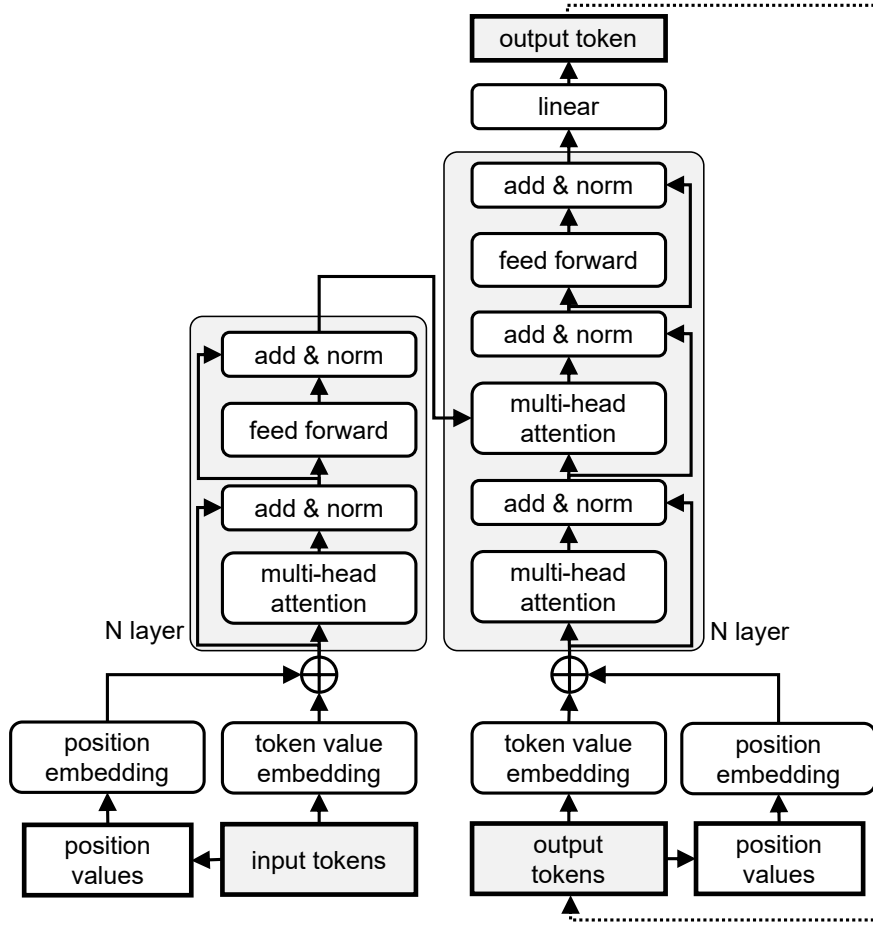 output token
linear
add & norm
feed forward
add & norm
multi-head
attention
add & norm
multi-head
attention
N layer
add & norm
feed forward
add & norm
multi-head
attention
N layer
position
embedding
token value
embedding
token value
embedding
position
embedding
position
values
input tokens
output
tokens
position
values